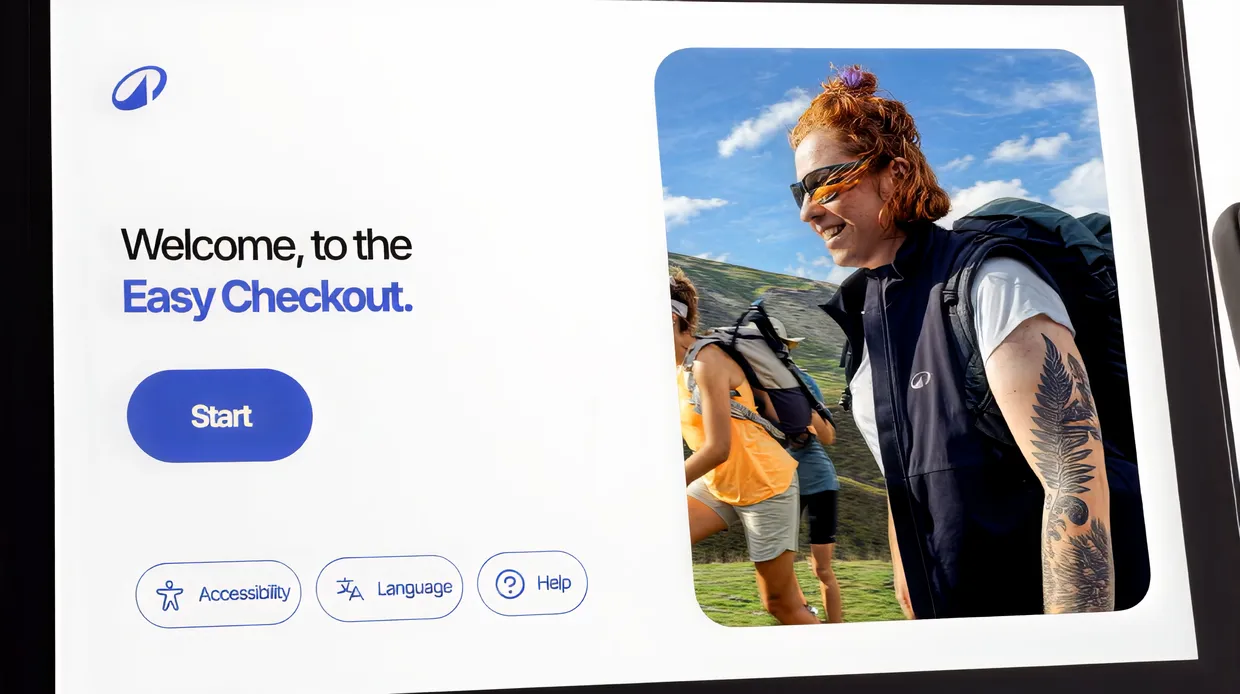 Welcome, to the
Easy Checkout.
Start
Accessibility
Language
Help